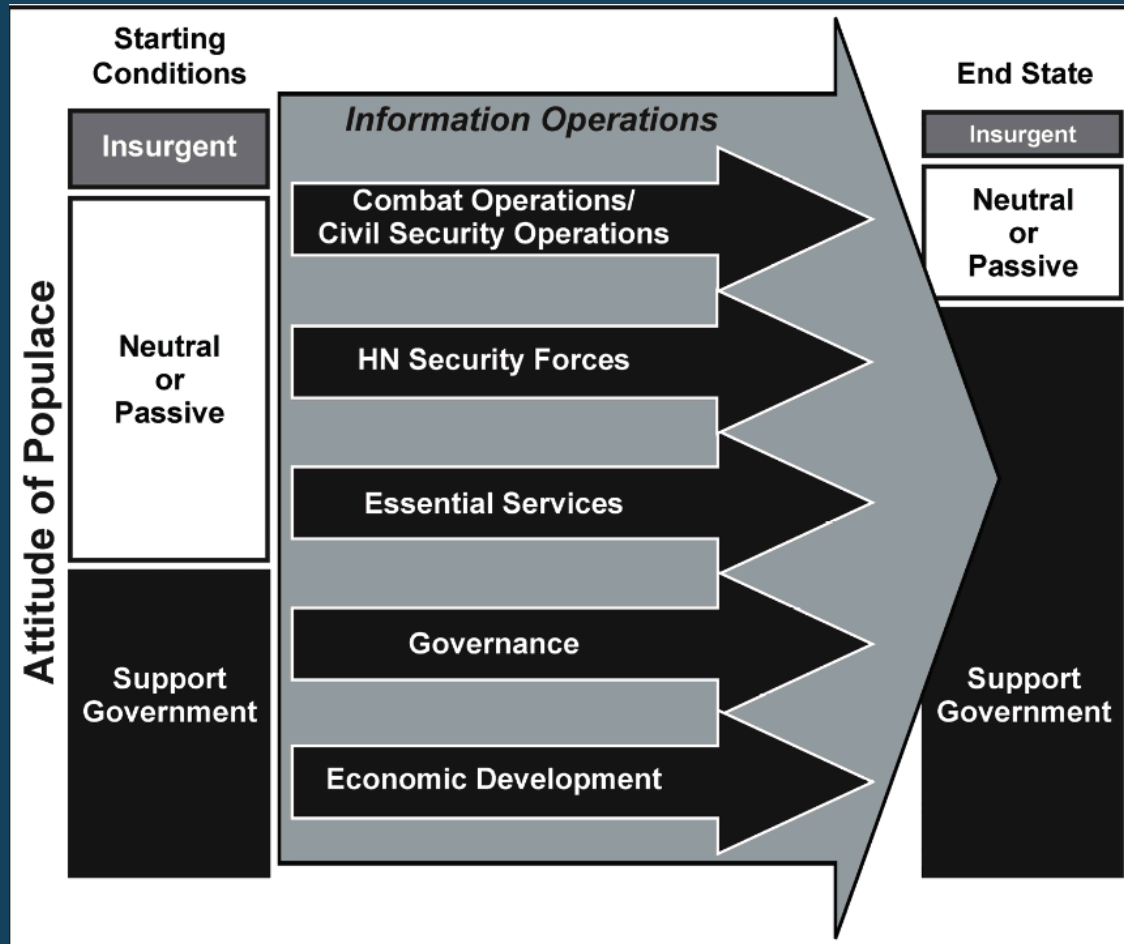 Starting
Conditions
End State
Attitude of Populace
Insurgent
Neutral
or
Passive
Support
Government
Information Operations
Combat Operations/
Civil Security Operations
HN Security Forces
Essential Services
Governance
Economic Development
Insurgent
Neutral
or
Passive
Support
Government